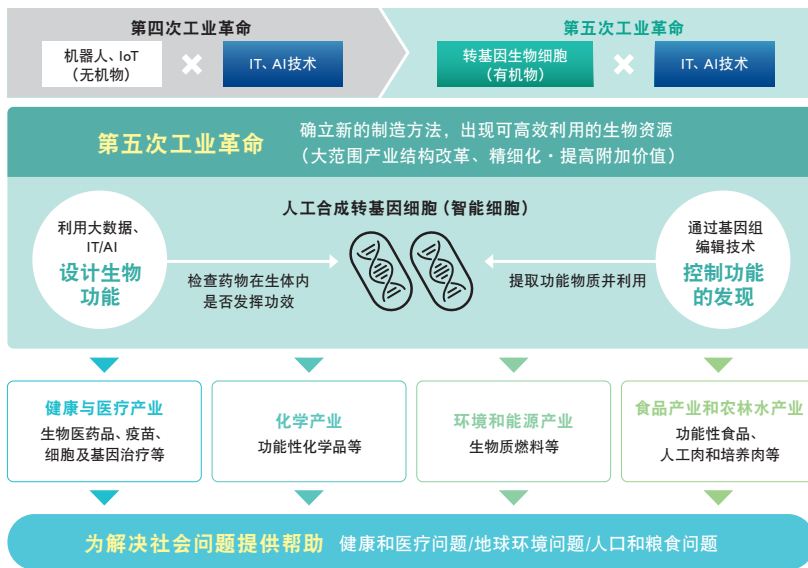 第四次工业革命
机器人、IoT
（无机物）
IT、AI技术
第五次工业革命
转基因生物细胞
（有机物）
IT、AI技术
第五次工业革命
确立新的制造方法，出现可高效利用的生物资源
（大范围产业结构改革、精细化・提高附加价值）
人工合成转基因细胞（智能细胞）
利用大数据、
IT/AI
设计生物
功能
检查药物在生体内
是否发挥功效
提取功能物质并利用
通过基因组
编辑技术
控制功能
的发现
健康与医疗产业
生物医药品、疫苗、
细胞及基因治疗等
化学产业
功能性化学品等
环境和能源产业
生物质燃料等
食品产业和农林水产业
功能性食品、
人工肉和培养肉等
为解决社会问题提供帮助 健康和医疗问题/地球环境问题/人口和粮食问题